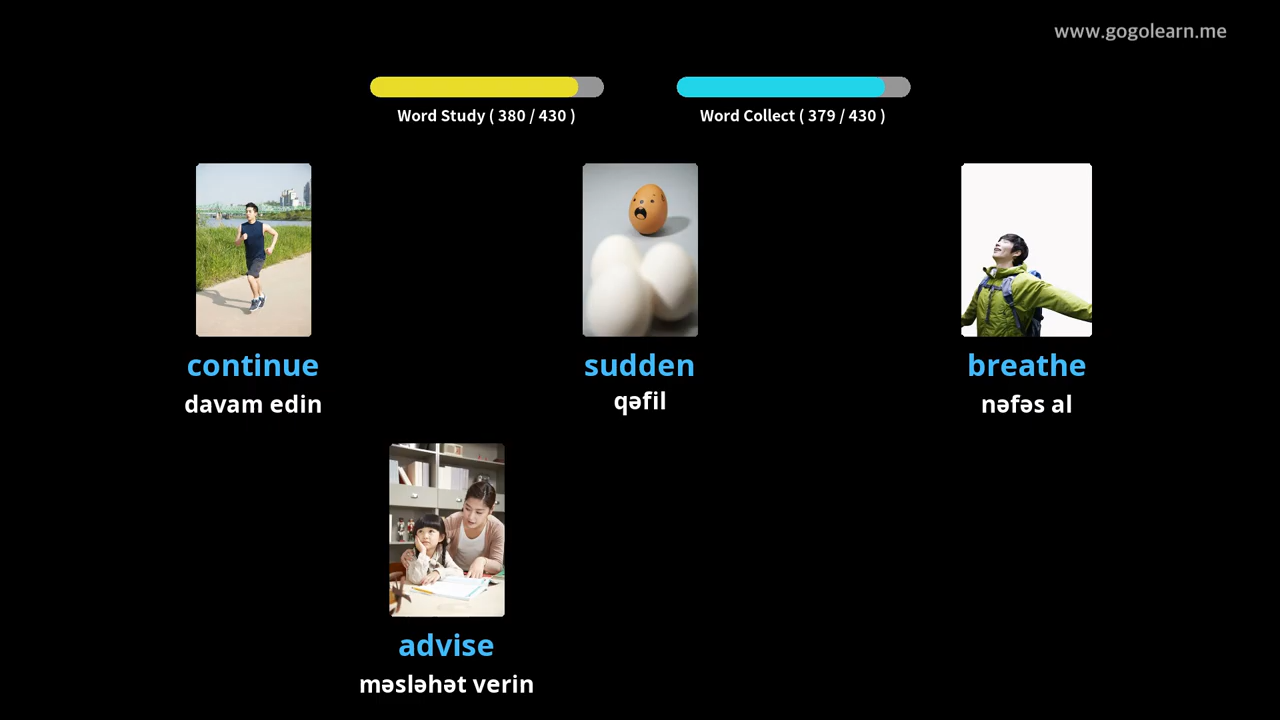 www.gogolearn.me
Word Study ( 380 / 430 )
Word Collect ( 379 / 430 )
continue
davam edin
sudden
qəfil
breathe
nəfəs al
advise
məsləhət verin